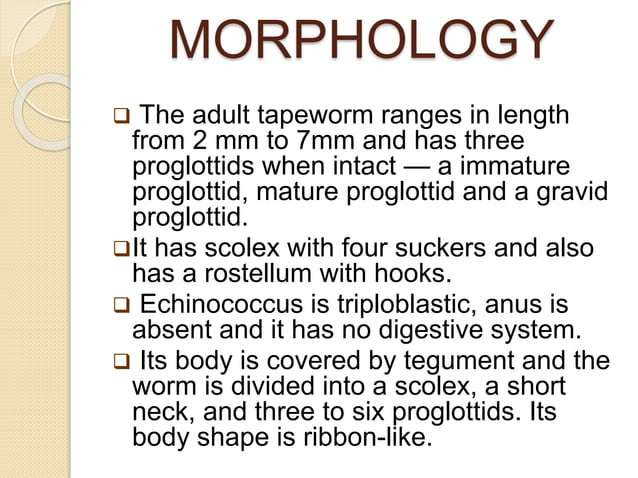 MORPHOLOGY
The adult tapeworm ranges in length
from 2 mm to 7mm and has three
proglottids when intact — a immature
proglottid, mature proglottid and a gravid
proglottid.
It has scolex with four suckers and also
has a rostellum with hooks.
Echinococcus is triploblastic, anus is
absent and it has no digestive system.
Its body is covered by tegument and the
worm is divided into a scolex, a short
neck, and three to six proglottids. Its
body shape is ribbon-like.